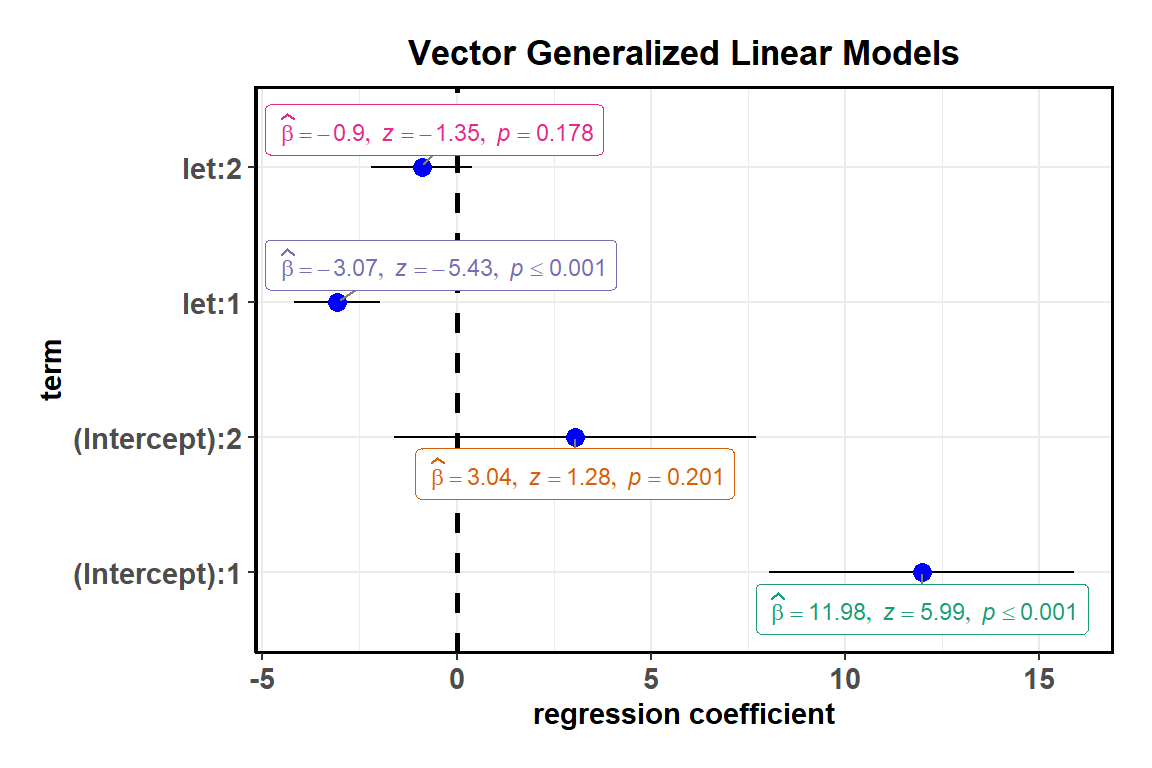 Vector Generalized Linear Models
β̂ = −0.9, z = −1.35, p = 0.178
let:2
β̂ = −3.07, z = −5.43, p ≤ 0.001
let:1
term
(Intercept):2
β̂ = 3.04, z = 1.28, p = 0.201
(Intercept):1
β̂ = 11.98, z = 5.99, p ≤ 0.001
-5 0 5 10 15
regression coefficient